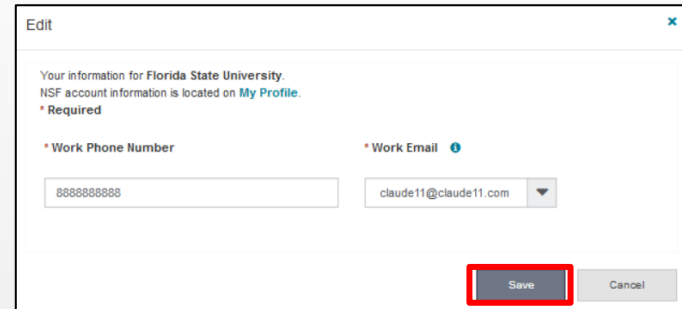 Edit
x
Your information for Florida State University.
NSF account information is located on My Profile.
* Required
* Work Phone Number
* Work Email
8888888888
claude11@claude11.com
Save
Cancel